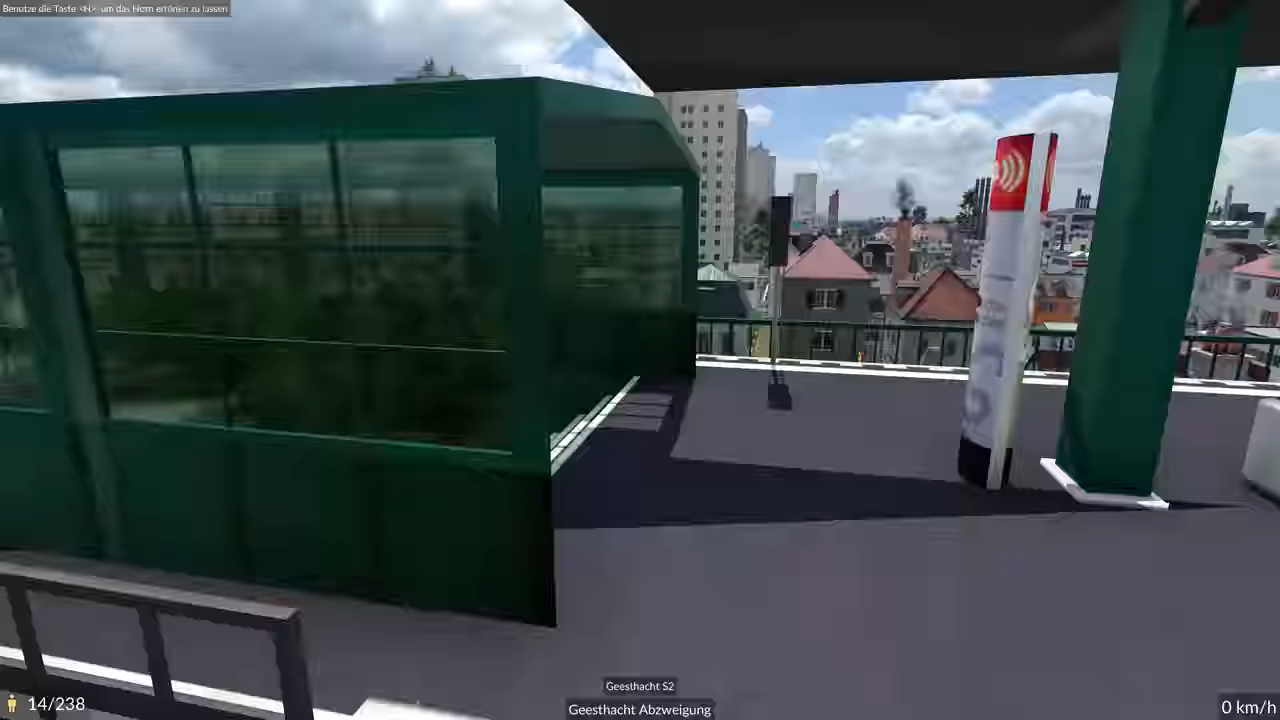 Benutze die Taste <N>, um das Horn ertönen zu lassen
Geesthacht S2
14/238
Geesthacht Abzweigung
0 km/h